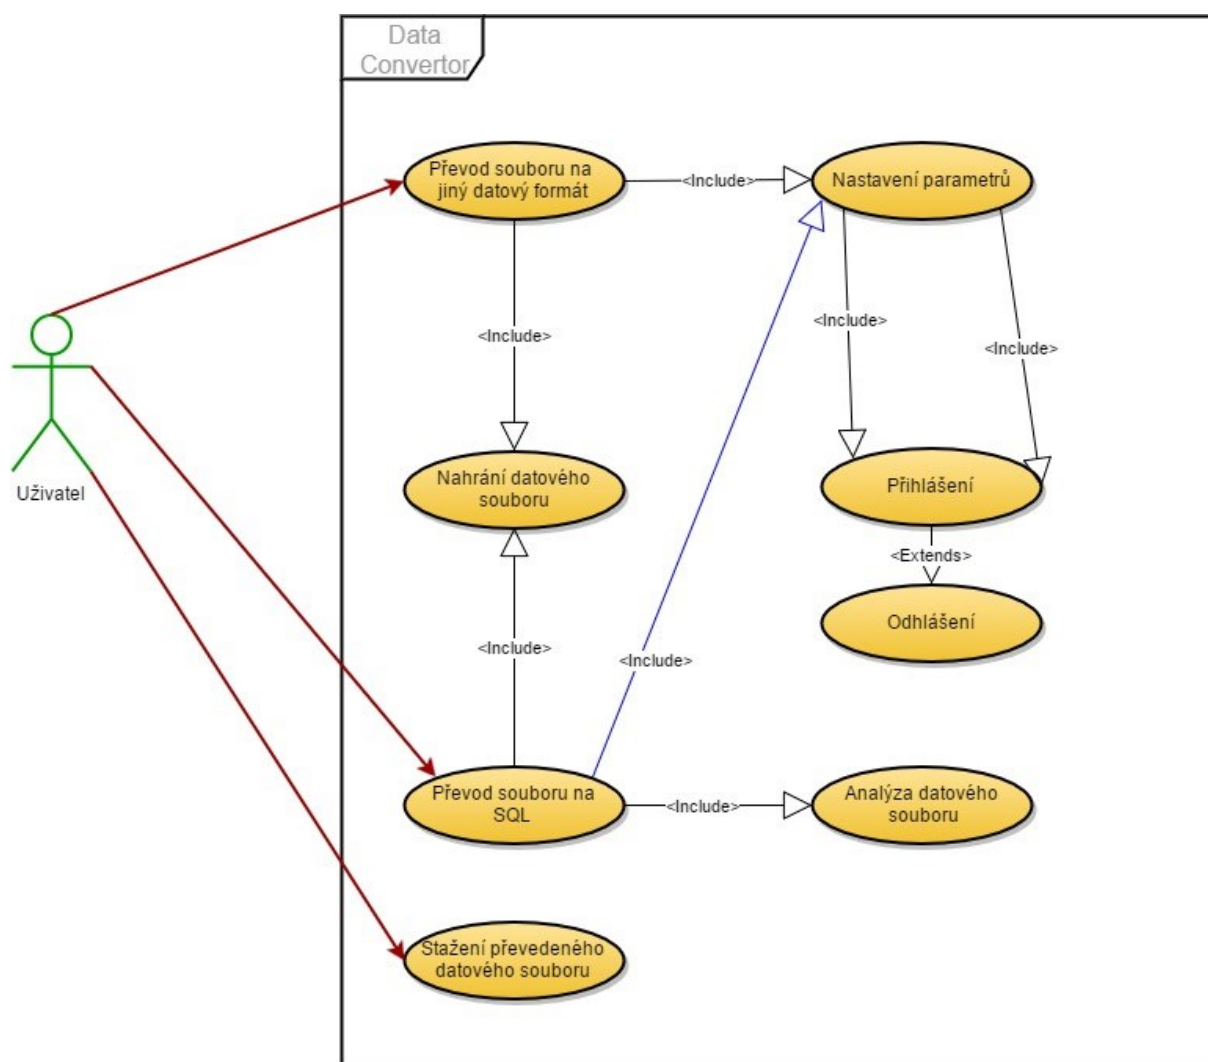 Data
Convertor
Převod souboru na
jiný datový formát
<Include>
Nastavení parametrů
<Include>
<Include>
<Include>
Uživatel
Nahrání datového
souboru
Přihlášení
<Extends>
Odhlášení
<Include>
<Include>
Převod souboru na
SQL
<Include>
Analýza datového
souboru
Stažení převedeného
datového souboru